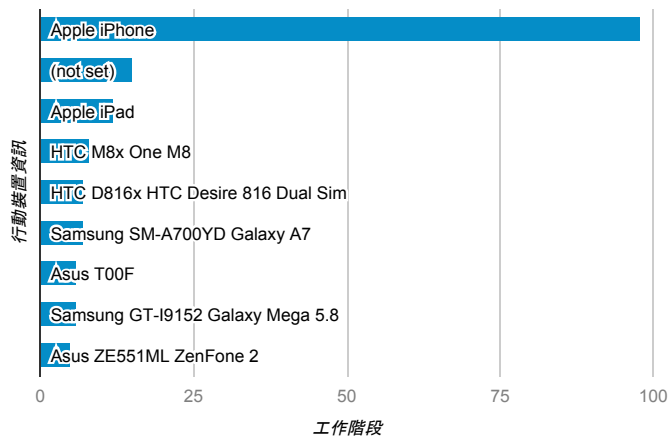 Apple iPhone
(not set)
Apple iPad
HTC M8x One M8
HTC D816x HTC Desire 816 Dual Sim
Samsung SM-A700YD Galaxy A7
Asus T00F
Samsung GT-I9152 Galaxy Mega 5.8
Asus ZE551ML ZenFone 2
行動裝置資訊
0 25 50 75 100
工作階段